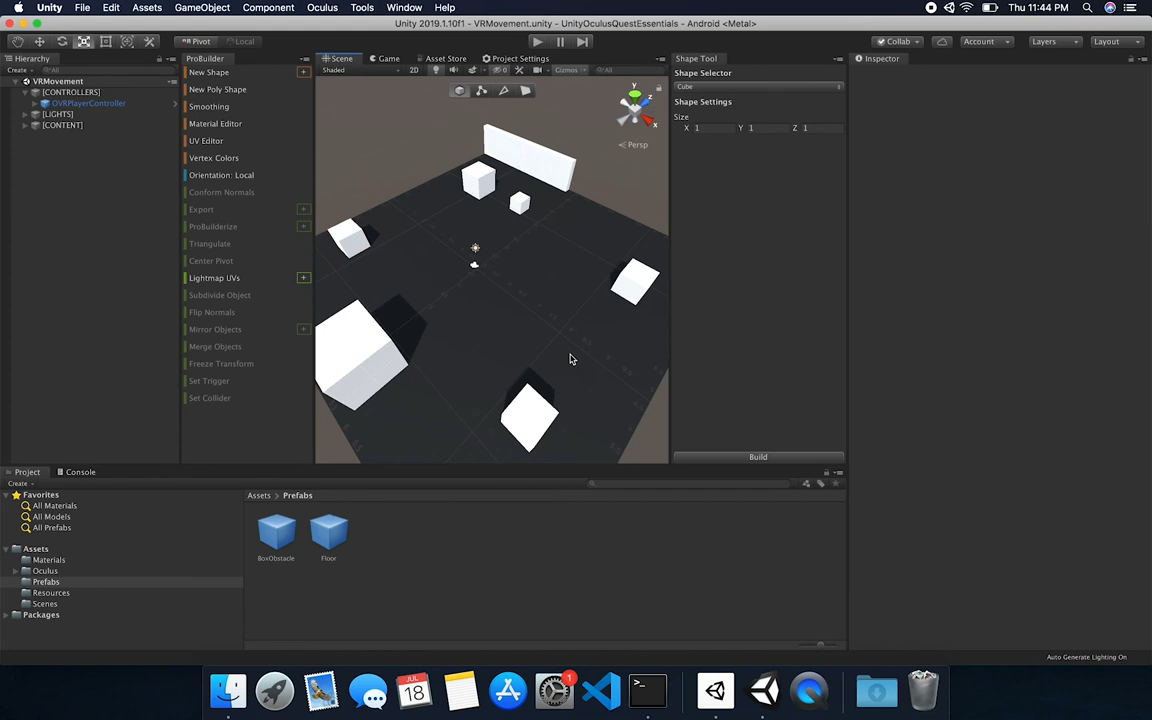 Unity File Edit Assets GameObject Component Oculus Tools Window Help Thu 11:44 PM
Unity 2019.1.10f1 - VRMovement.unity - UnityOculusQuestEssentials - Android <Metal>
Pivot Local Collab Account Layers Layout
Hierarchy ProBuilder Scene Game Asset Store Project Settings Shape Tool Inspector
Create All Shaded 2D 0 Gizmos All
VRMovement
[CONTROLLERS]
OVRPlayerController
[LIGHTS]
[CONTENT]
New Shape
New Poly Shape
Smoothing
Material Editor
UV Editor
Vertex Colors
Orientation: Local
Conform Normals
Export
ProBuilderize
Triangulate
Center Pivot
Lightmap UVs
Subdivide Object
Flip Normals
Mirror Objects
Merge Objects
Freeze Transform
Set Trigger
Set Collider
y
z
x
Persp
Shape Selector
Cube
Shape Settings
Size
X 1 Y 1 Z 1
Build
Project Console
Create
Favorites
All Materials
All Models
All Prefabs
Assets
Materials
Oculus
Prefabs
Resources
Scenes
Packages
Assets > Prefabs
BoxObstacle Floor
Auto Generate Lighting On
JUL
18
1